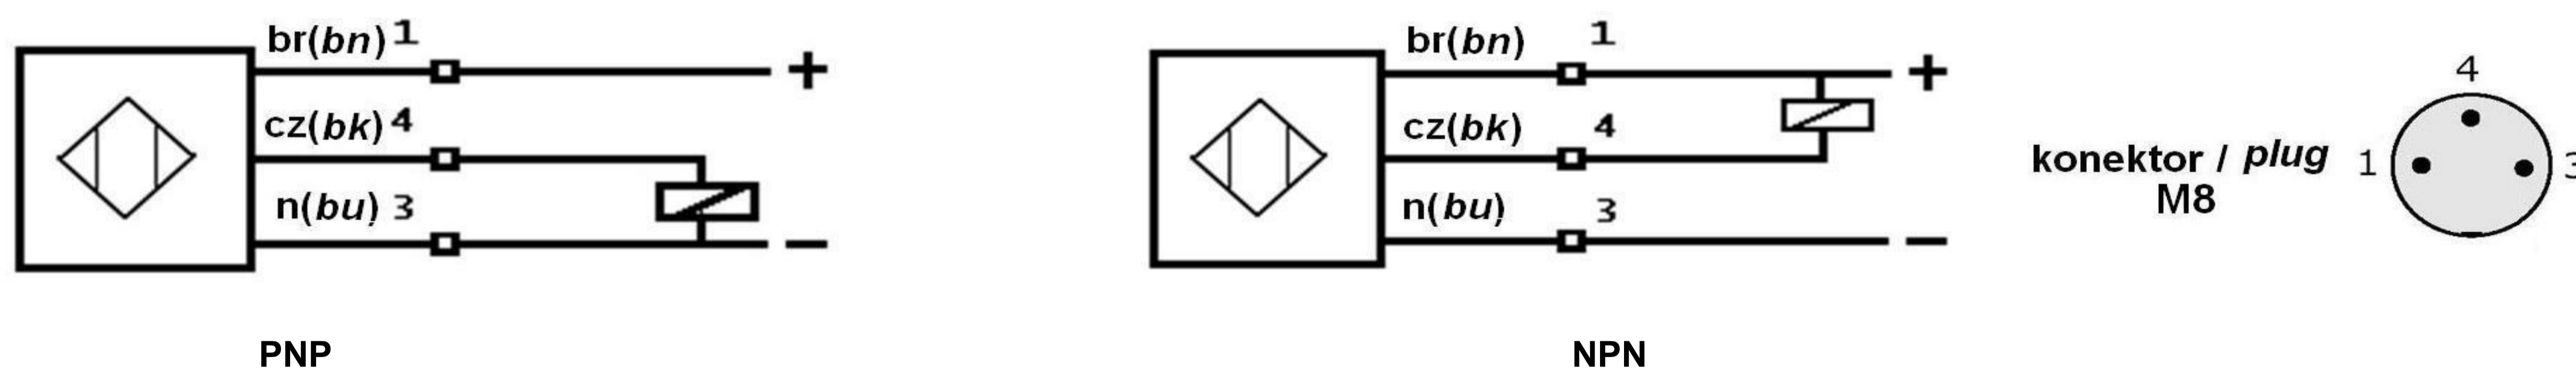 br(bn) 1
+
cz(bk) 4
n(bu) 3
−
PNP
br(bn) 1
+
cz(bk) 4
n(bu) 3
−
NPN
konektor / plug
M8
4
1
3